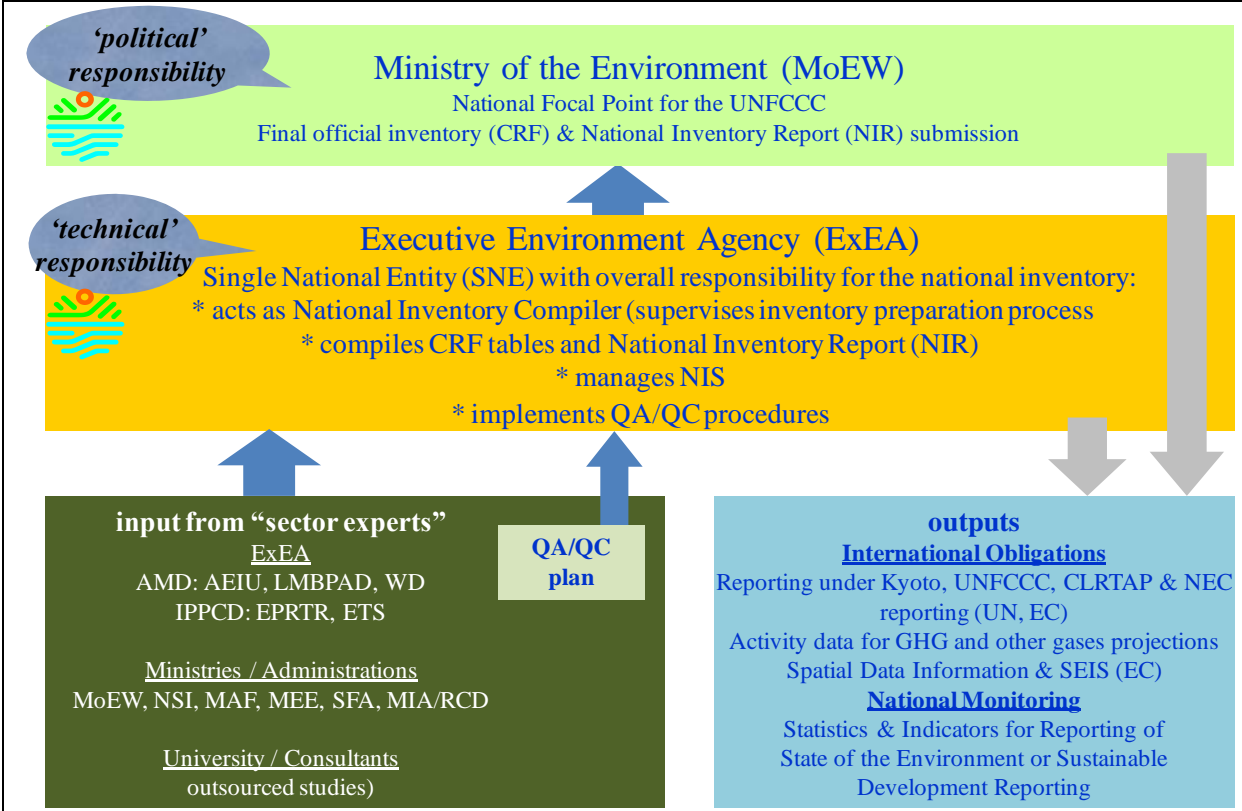 ‘political’
responsibility
Ministry of the Environment (MoEW)
National Focal Point for the UNFCCC
Final official inventory (CRF) & National Inventory Report (NIR) submission
‘technical’
responsibility
Executive Environment Agency (ExEA)
Single National Entity (SNE) with overall responsibility for the national inventory:
* acts as National Inventory Compiler (supervises inventory preparation process
* compiles CRF tables and National Inventory Report (NIR)
* manages NIS
* implements QA/QC procedures
input from “sector experts”
ExEA
AMD: AEIU, LMBPAD, WD
IPPCD: EPRTR, ETS
Ministries / Administrations
MoEW, NSI, MAF, MEE, SFA, MIA/RCD
University / Consultants
outsourced studies)
QA/QC
plan
outputs
International Obligations
Reporting under Kyoto, UNFCCC, CLRTAP & NEC
reporting (UN, EC)
Activity data for GHG and other gases projections
Spatial Data Information & SEIS (EC)
National Monitoring
Statistics & Indicators for Reporting of
State of the Environment or Sustainable
Development Reporting